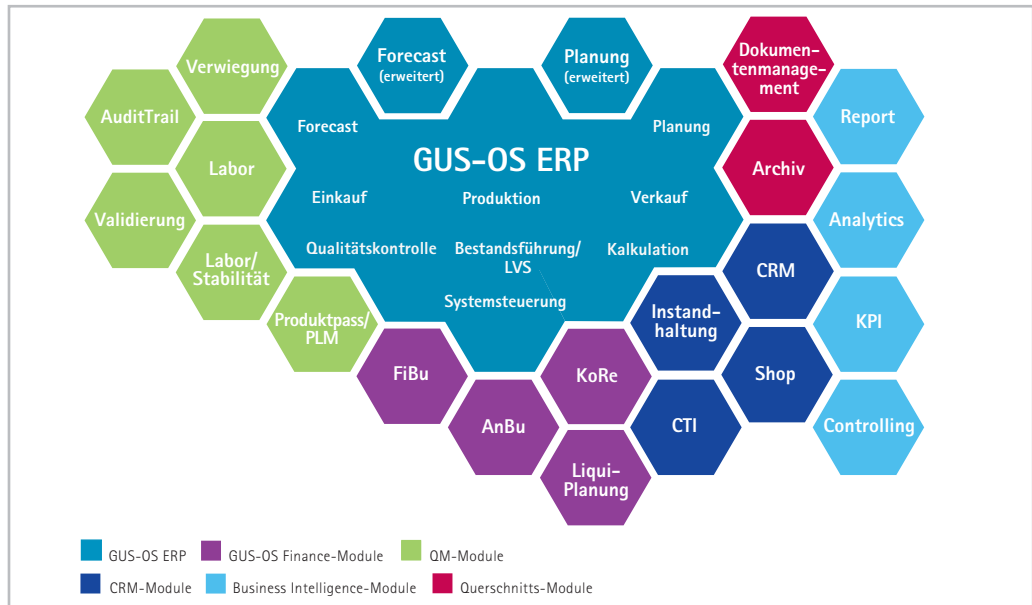 Verwiegung
AuditTrail
Labor
Validierung
Labor/
Stabilität
Produktpass/
PLM
Forecast
(erweitert)
Planung
(erweitert)
Forecast
Planung
GUS-OS ERP
Einkauf
Produktion
Verkauf
Qualitätskontrolle
Bestandsführung/
LVS
Kalkulation
Systemsteuerung
Dokumen-
tenmanage-
ment
Archiv
Report
Analytics
KPI
Controlling
CRM
Instand-
haltung
Shop
CTI
FiBu
AnBu
KoRe
Liqui-
Planung
GUS-OS ERP
GUS-OS Finance-Module
QM-Module
CRM-Module
Business Intelligence-Module
Querschnitts-Module